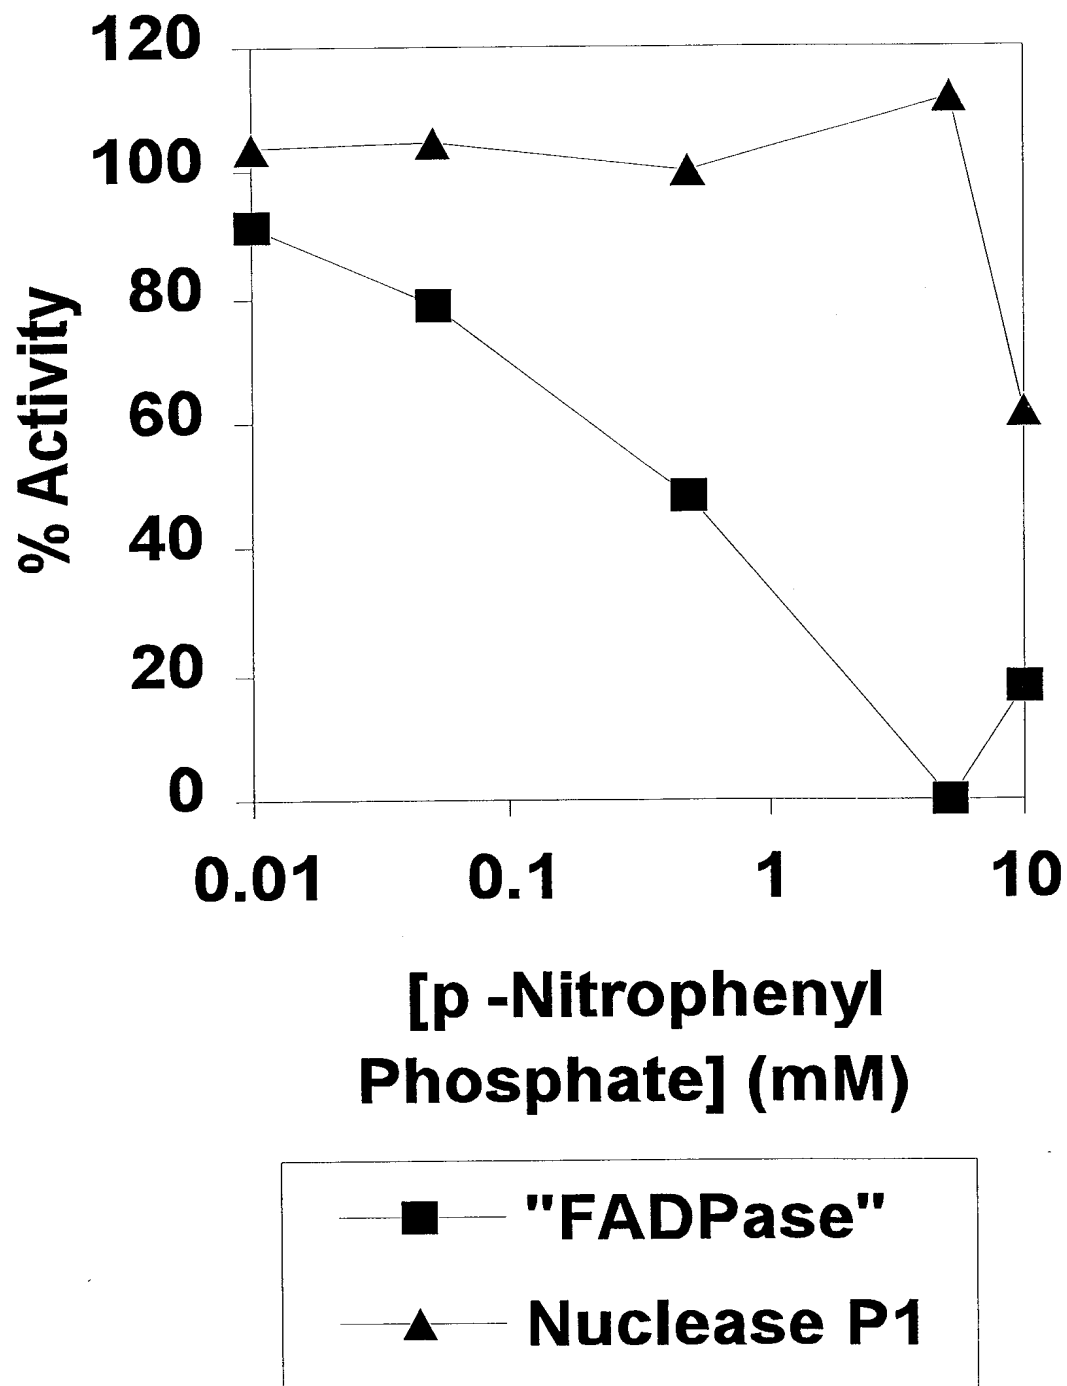 120
100
80
60
40
20
0
% Activity
0.01 0.1 1 10
[p -Nitrophenyl
Phosphate] (mM)
"FADPase"
Nuclease P1